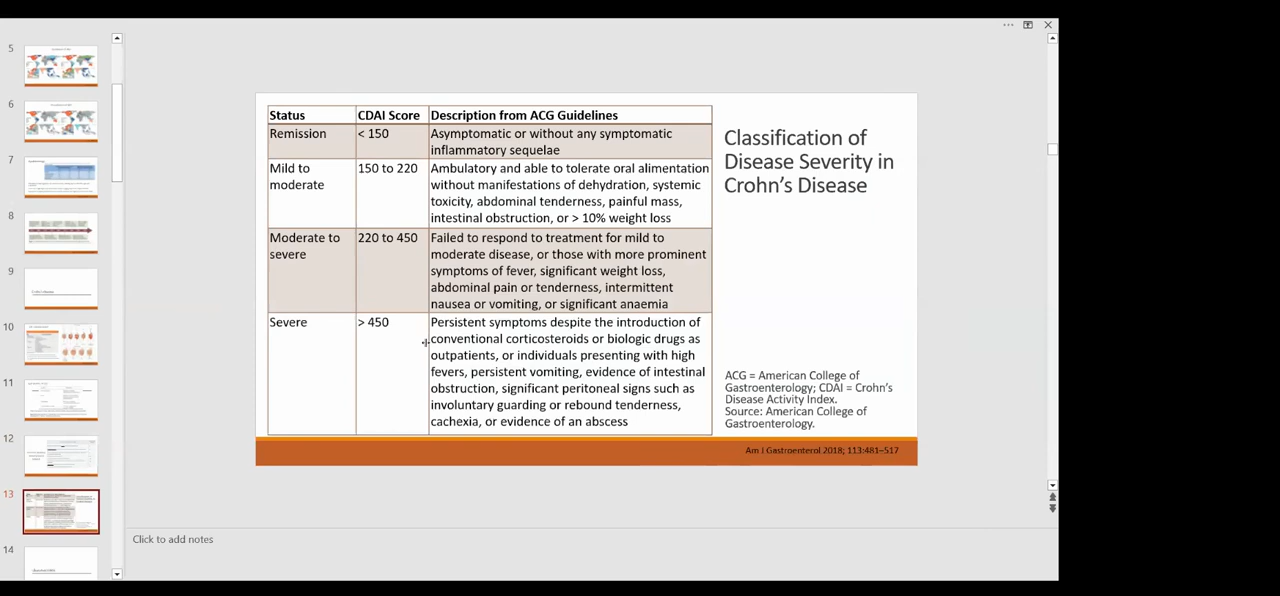 5
6
7
8
9
10
11
12
13
14
Status CDAI Score Description from ACG Guidelines
Remission < 150 Asymptomatic or without any symptomatic
inflammatory sequelae
Mild to 150 to 220 Ambulatory and able to tolerate oral alimentation
moderate without manifestations of dehydration, systemic
toxicity, abdominal tenderness, painful mass,
intestinal obstruction, or > 10% weight loss
Moderate to 220 to 450 Failed to respond to treatment for mild to
severe moderate disease, or those with more prominent
symptoms of fever, significant weight loss,
abdominal pain or tenderness, intermittent
nausea or vomiting, or significant anaemia
Severe > 450 Persistent symptoms despite the introduction of
conventional corticosteroids or biologic drugs as
outpatients, or individuals presenting with high
fevers, persistent vomiting, evidence of intestinal
obstruction, significant peritoneal signs such as
involuntary guarding or rebound tenderness,
cachexia, or evidence of an abscess
Classification of
Disease Severity in
Crohn's Disease
ACG = American College of
Gastroenterology; CDAI = Crohn's
Disease Activity Index.
Source: American College of
Gastroenterology.
Am J Gastroenterol 2018; 113:481–517
Click to add notes